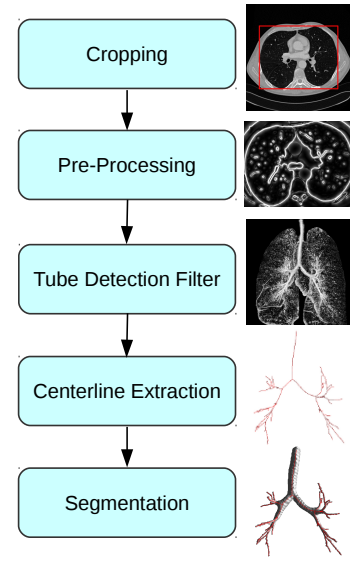 Cropping
Pre-Processing
Tube Detection Filter
Centerline Extraction
Segmentation